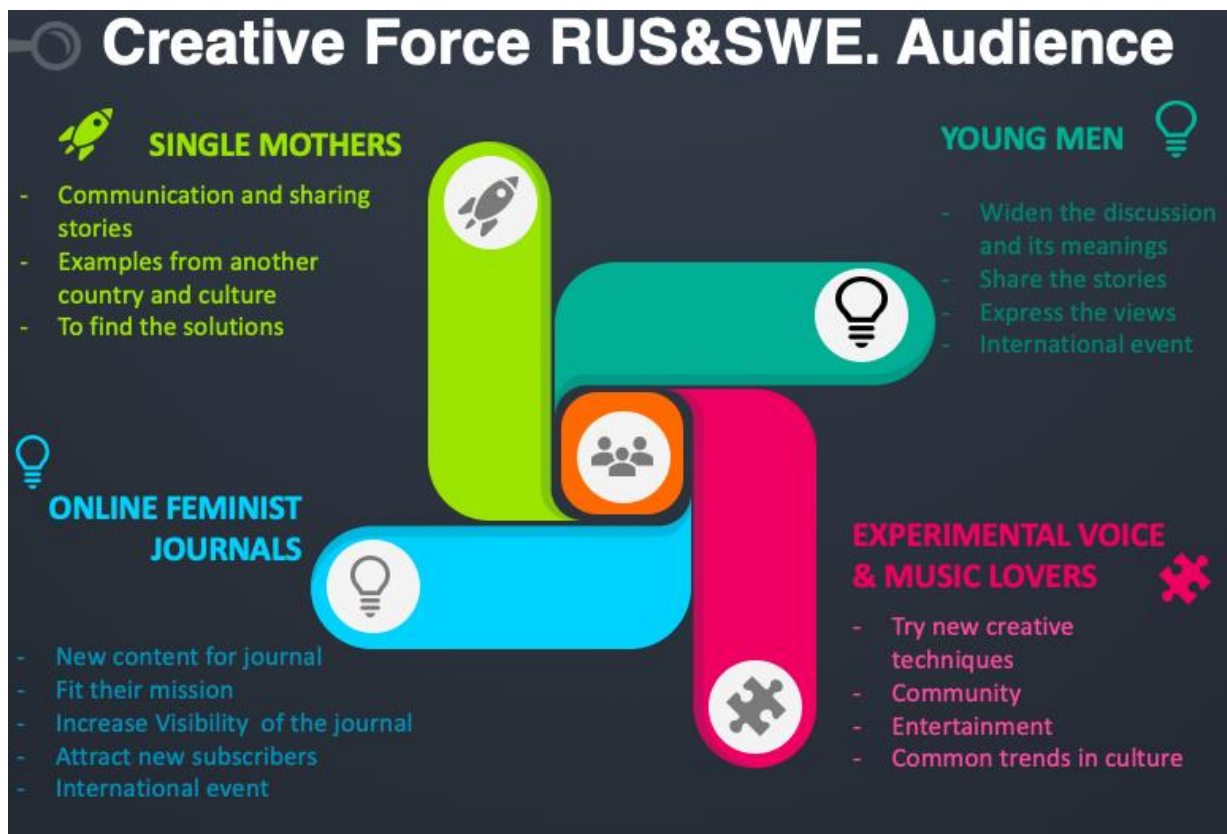 Creative Force RUS&SWE. Audience
SINGLE MOTHERS
- Communication and sharing
stories
- Examples from another
country and culture
- To find the solutions
YOUNG MEN
- Widen the discussion
and its meanings
- Share the stories
- Express the views
- International event
ONLINE FEMINIST
JOURNALS
- New content for journal
- Fit their mission
- Increase Visibility of the journal
- Attract new subscribers
- International event
EXPERIMENTAL VOICE
& MUSIC LOVERS
- Try new creative
techniques
- Community
- Entertainment
- Common trends in culture